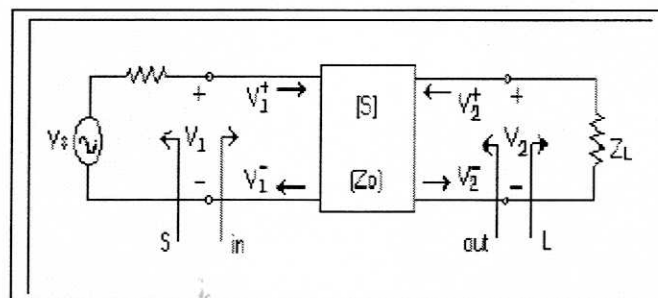 + V₁⁺ [S] V₂⁺ +
Vs V₁ V₂ ZL
− V₁⁻ (Zo) V₂⁻ −
S in out L